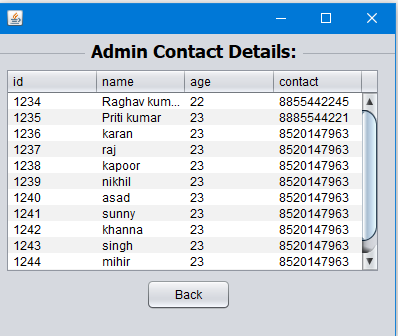 Admin Contact Details:
id name age contact
1234 Raghav kum... 22 8855442245
1235 Priti kumar 23 8885544221
1236 karan 23 8520147963
1237 raj 23 8520147963
1238 kapoor 23 8520147963
1239 nikhil 23 8520147963
1240 asad 23 8520147963
1241 sunny 23 8520147963
1242 khanna 23 8520147963
1243 singh 23 8520147963
1244 mihir 23 8520147963
Back